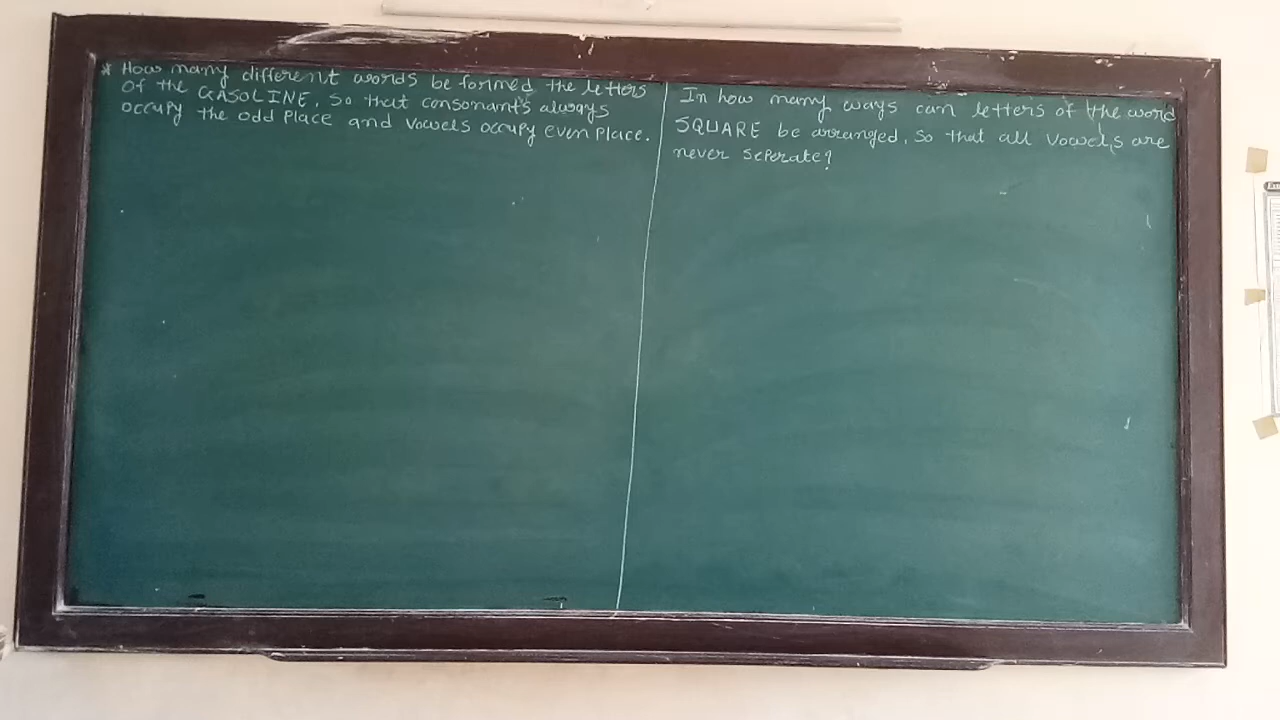 * How many different words be formed the letters
of the GASOLINE, So that consonants always
occupy the odd Place and Vowels occupy even Place.
In how many ways can letters of the word
SQUARE be arranged, So that all Vowels are
never seperate?